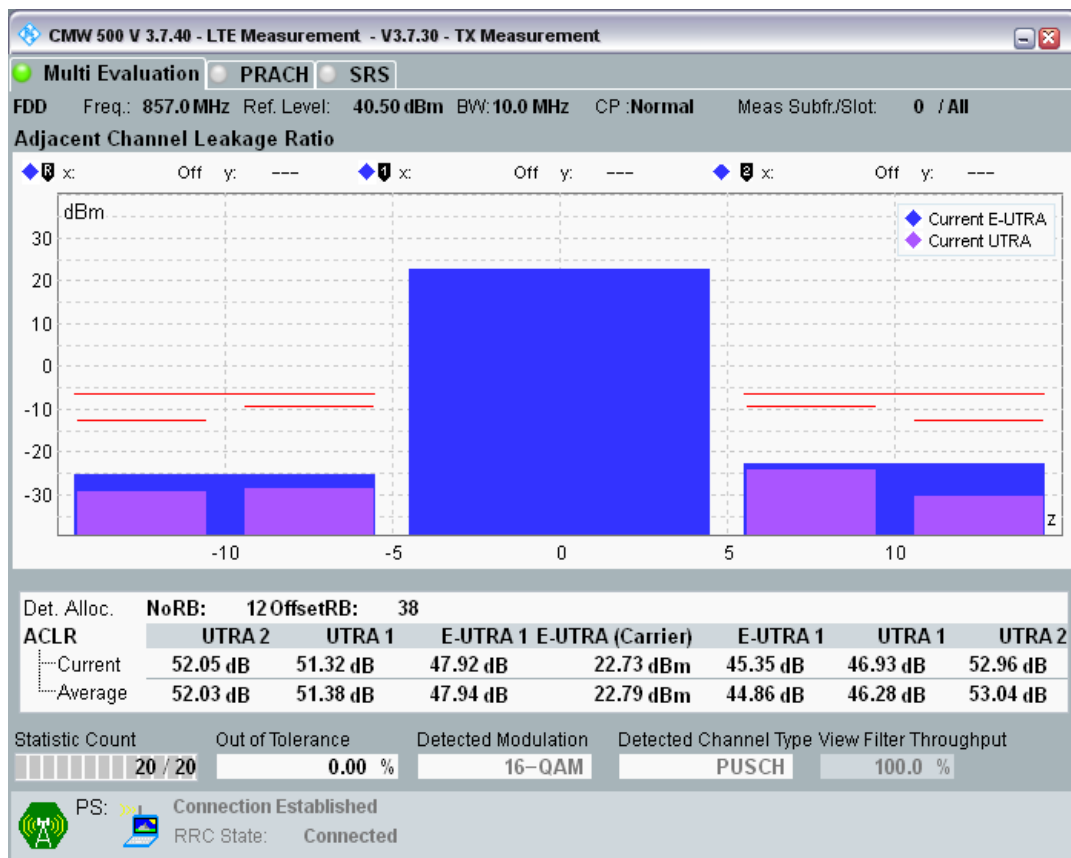 CMW 500 V 3.7.40 - LTE Measurement - V3.7.30 - TX Measurement
Multi Evaluation PRACH SRS
FDD Freq.: 857.0 MHz Ref. Level: 40.50 dBm BW: 10.0 MHz CP :Normal Meas Subfr./Slot: 0 / All
Adjacent Channel Leakage Ratio
R x: Off y: --- 1 x: Off y: --- 2 x: Off y: ---
dBm
Current E-UTRA
Current UTRA
30
20
10
0
-10
-20
-30
z
-10 -5 0 5 10
Det. Alloc. NoRB: 12 OffsetRB: 38
ACLR UTRA 2 UTRA 1 E-UTRA 1 E-UTRA (Carrier) E-UTRA 1 UTRA 1 UTRA 2
Current 52.05 dB 51.32 dB 47.92 dB 22.73 dBm 45.35 dB 46.93 dB 52.96 dB
Average 52.03 dB 51.38 dB 47.94 dB 22.79 dBm 44.86 dB 46.28 dB 53.04 dB
Statistic Count Out of Tolerance Detected Modulation Detected Channel Type View Filter Throughput
20 / 20 0.00 % 16-QAM PUSCH 100.0 %
PS: Connection Established
RRC State: Connected